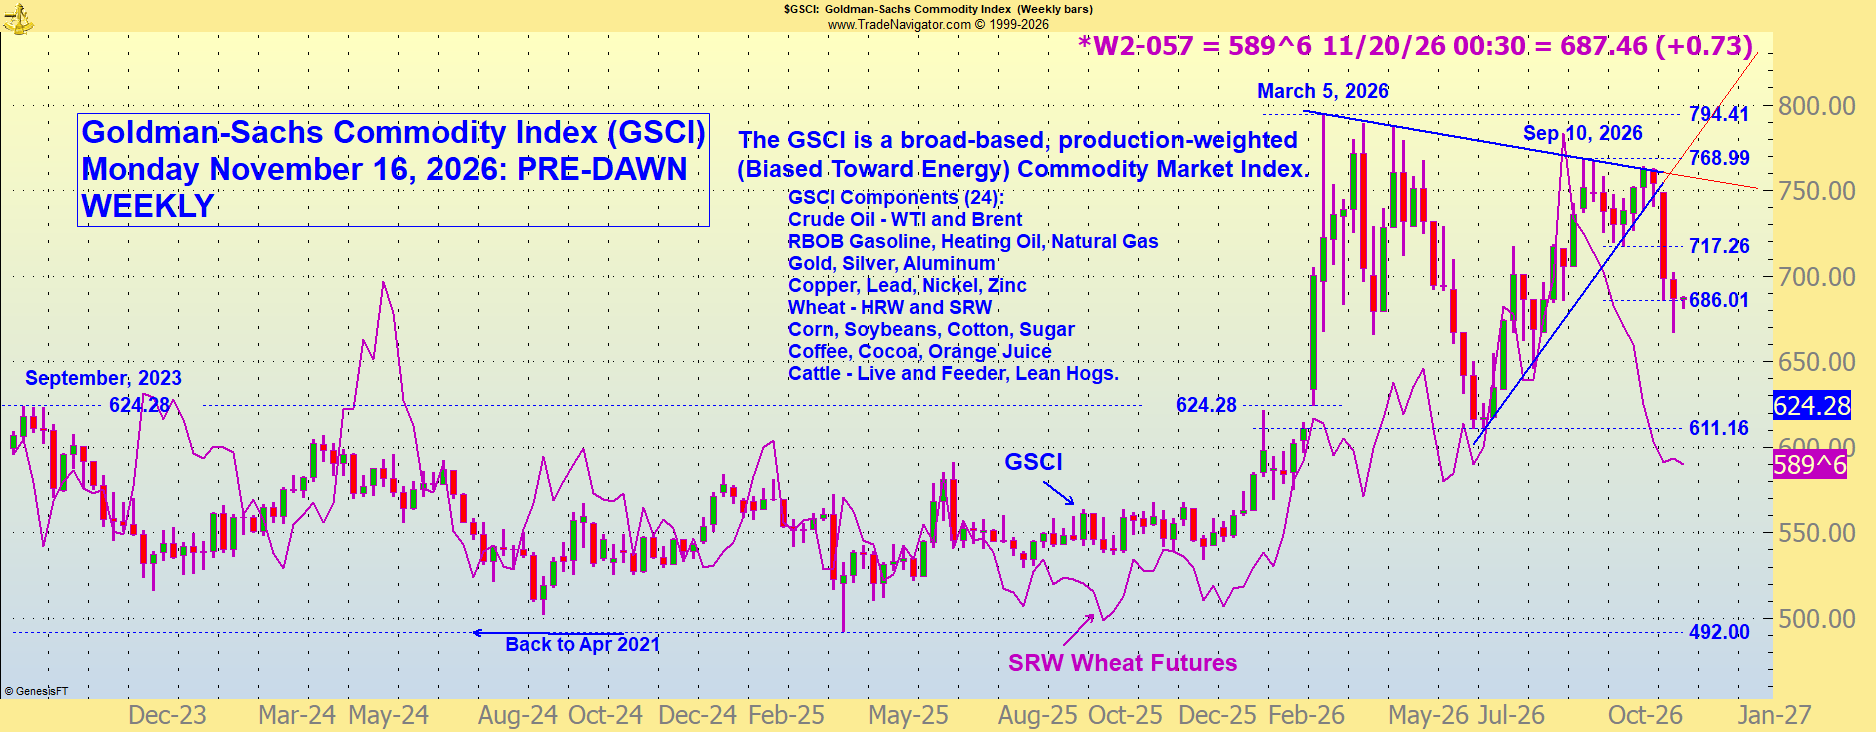 $GSCI: Goldman-Sachs Commodity Index (Weekly bars)
www.TradeNavigator.com © 1999-2026
*W2-057 = 589^6 11/20/26 00:30 = 687.46 (+0.73)
Goldman-Sachs Commodity Index (GSCI)
Monday November 16, 2026: PRE-DAWN
WEEKLY
The GSCI is a broad-based, production-weighted
(Biased Toward Energy) Commodity Market Index.
GSCI Components (24):
Crude Oil - WTI and Brent
RBOB Gasoline, Heating Oil, Natural Gas
Gold, Silver, Aluminum
Copper, Lead, Nickel, Zinc
Wheat - HRW and SRW
Corn, Soybeans, Cotton, Sugar
Coffee, Cocoa, Orange Juice
Cattle - Live and Feeder, Lean Hogs.
March 5, 2026
Sep 10, 2026
794.41
768.99
717.26
686.01
611.16
492.00
September, 2023
624.28
624.28
GSCI
SRW Wheat Futures
Back to Apr 2021
800.00
750.00
700.00
650.00
624.28
600.00
589^6
550.00
500.00
© GenesisFT
Dec-23 Mar-24 May-24 Aug-24 Oct-24 Dec-24 Feb-25 May-25 Aug-25 Oct-25 Dec-25 Feb-26 May-26 Jul-26 Oct-26 Jan-27